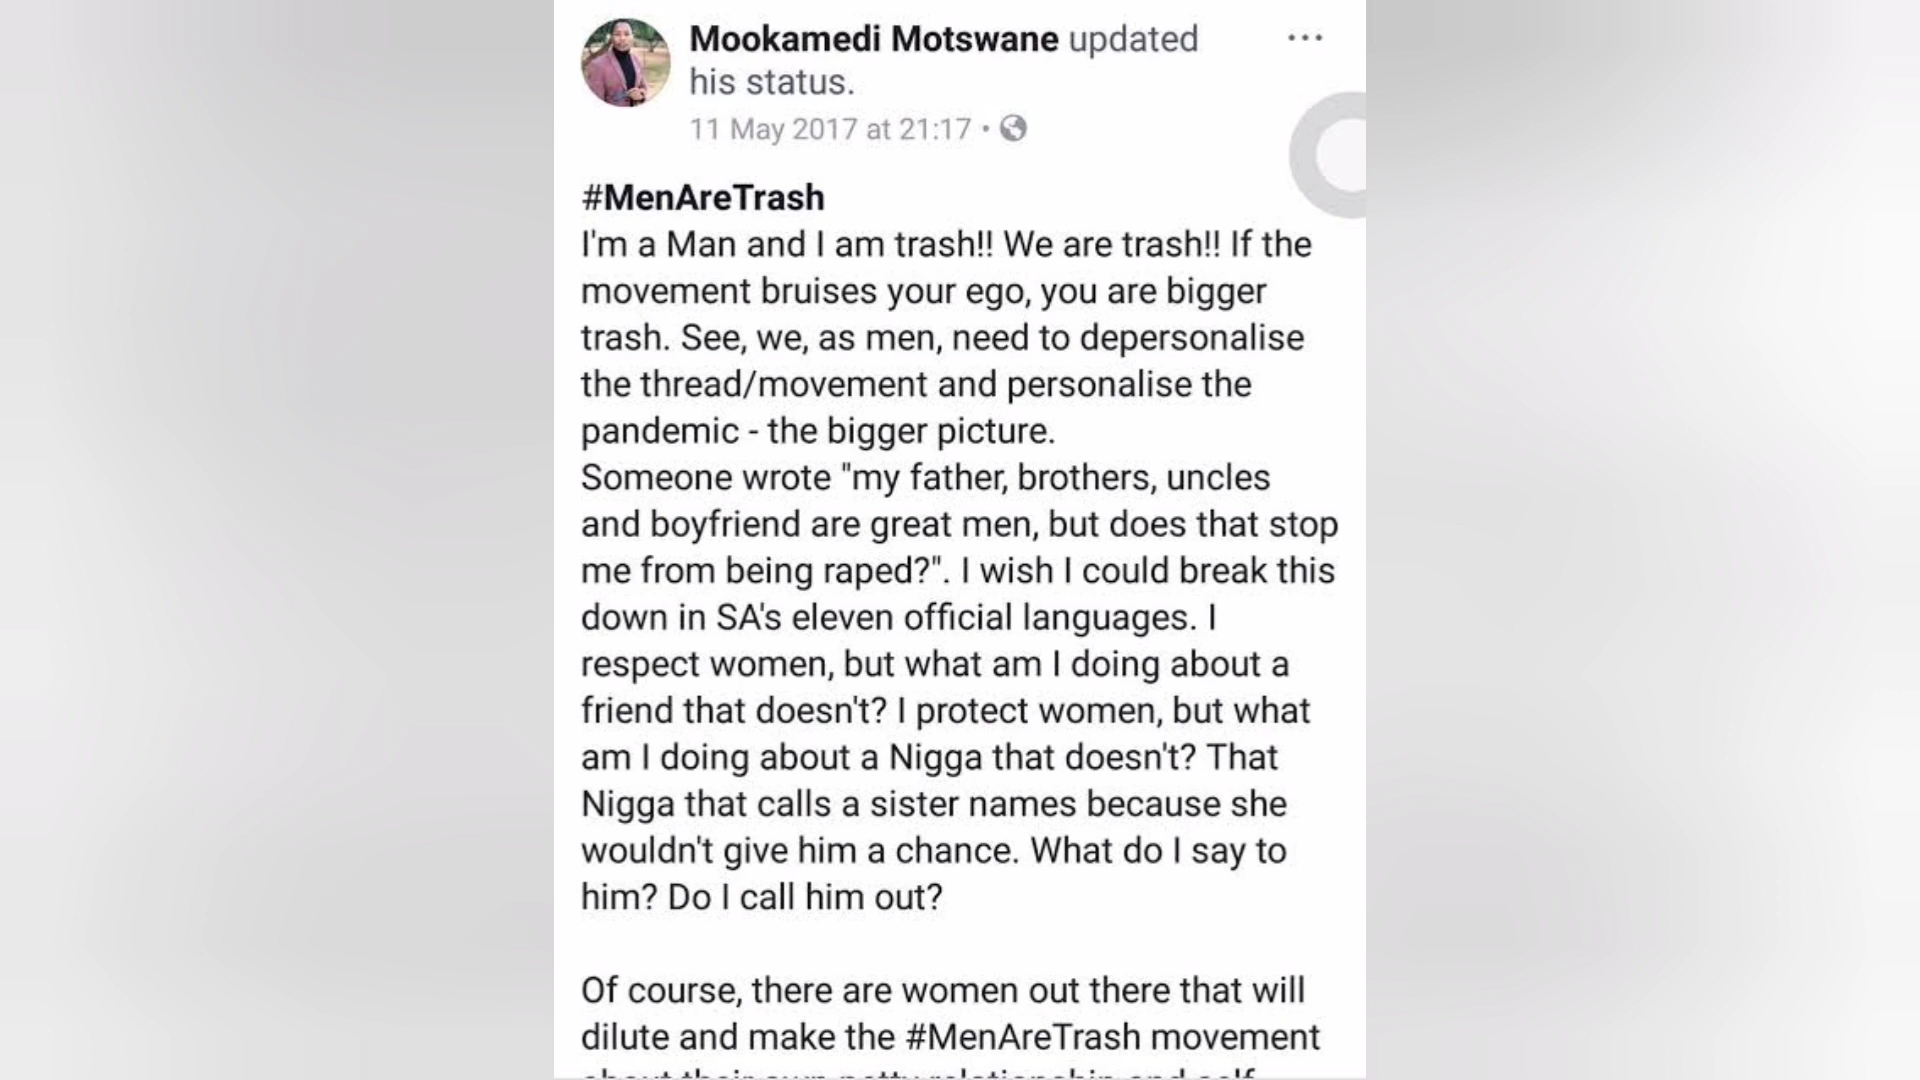 Mookamedi Motswane updated
his status.
11 May 2017 at 21:17 •
#MenAreTrash
I'm a Man and I am trash!! We are trash!! If the
movement bruises your ego, you are bigger
trash. See, we, as men, need to depersonalise
the thread/movement and personalise the
pandemic - the bigger picture.
Someone wrote "my father, brothers, uncles
and boyfriend are great men, but does that stop
me from being raped?". I wish I could break this
down in SA's eleven official languages. I
respect women, but what am I doing about a
friend that doesn't? I protect women, but what
am I doing about a Nigga that doesn't? That
Nigga that calls a sister names because she
wouldn't give him a chance. What do I say to
him? Do I call him out?
Of course, there are women out there that will
dilute and make the #MenAreTrash movement